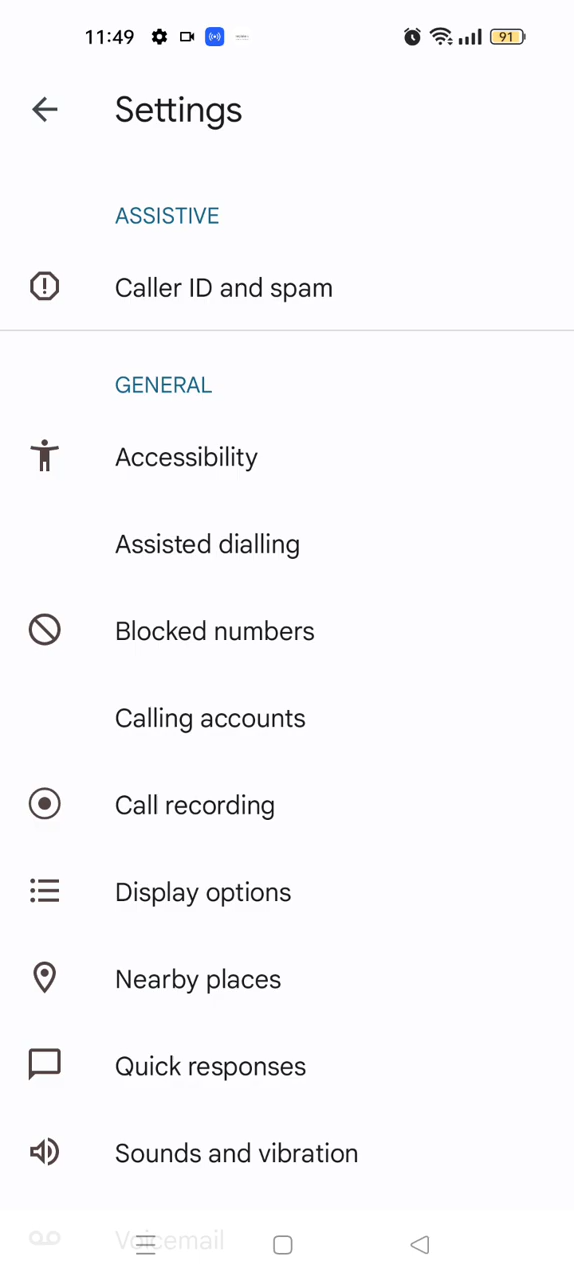 11:49
91
Settings
ASSISTIVE
Caller ID and spam
GENERAL
Accessibility
Assisted dialling
Blocked numbers
Calling accounts
Call recording
Display options
Nearby places
Quick responses
Sounds and vibration
Voicemail